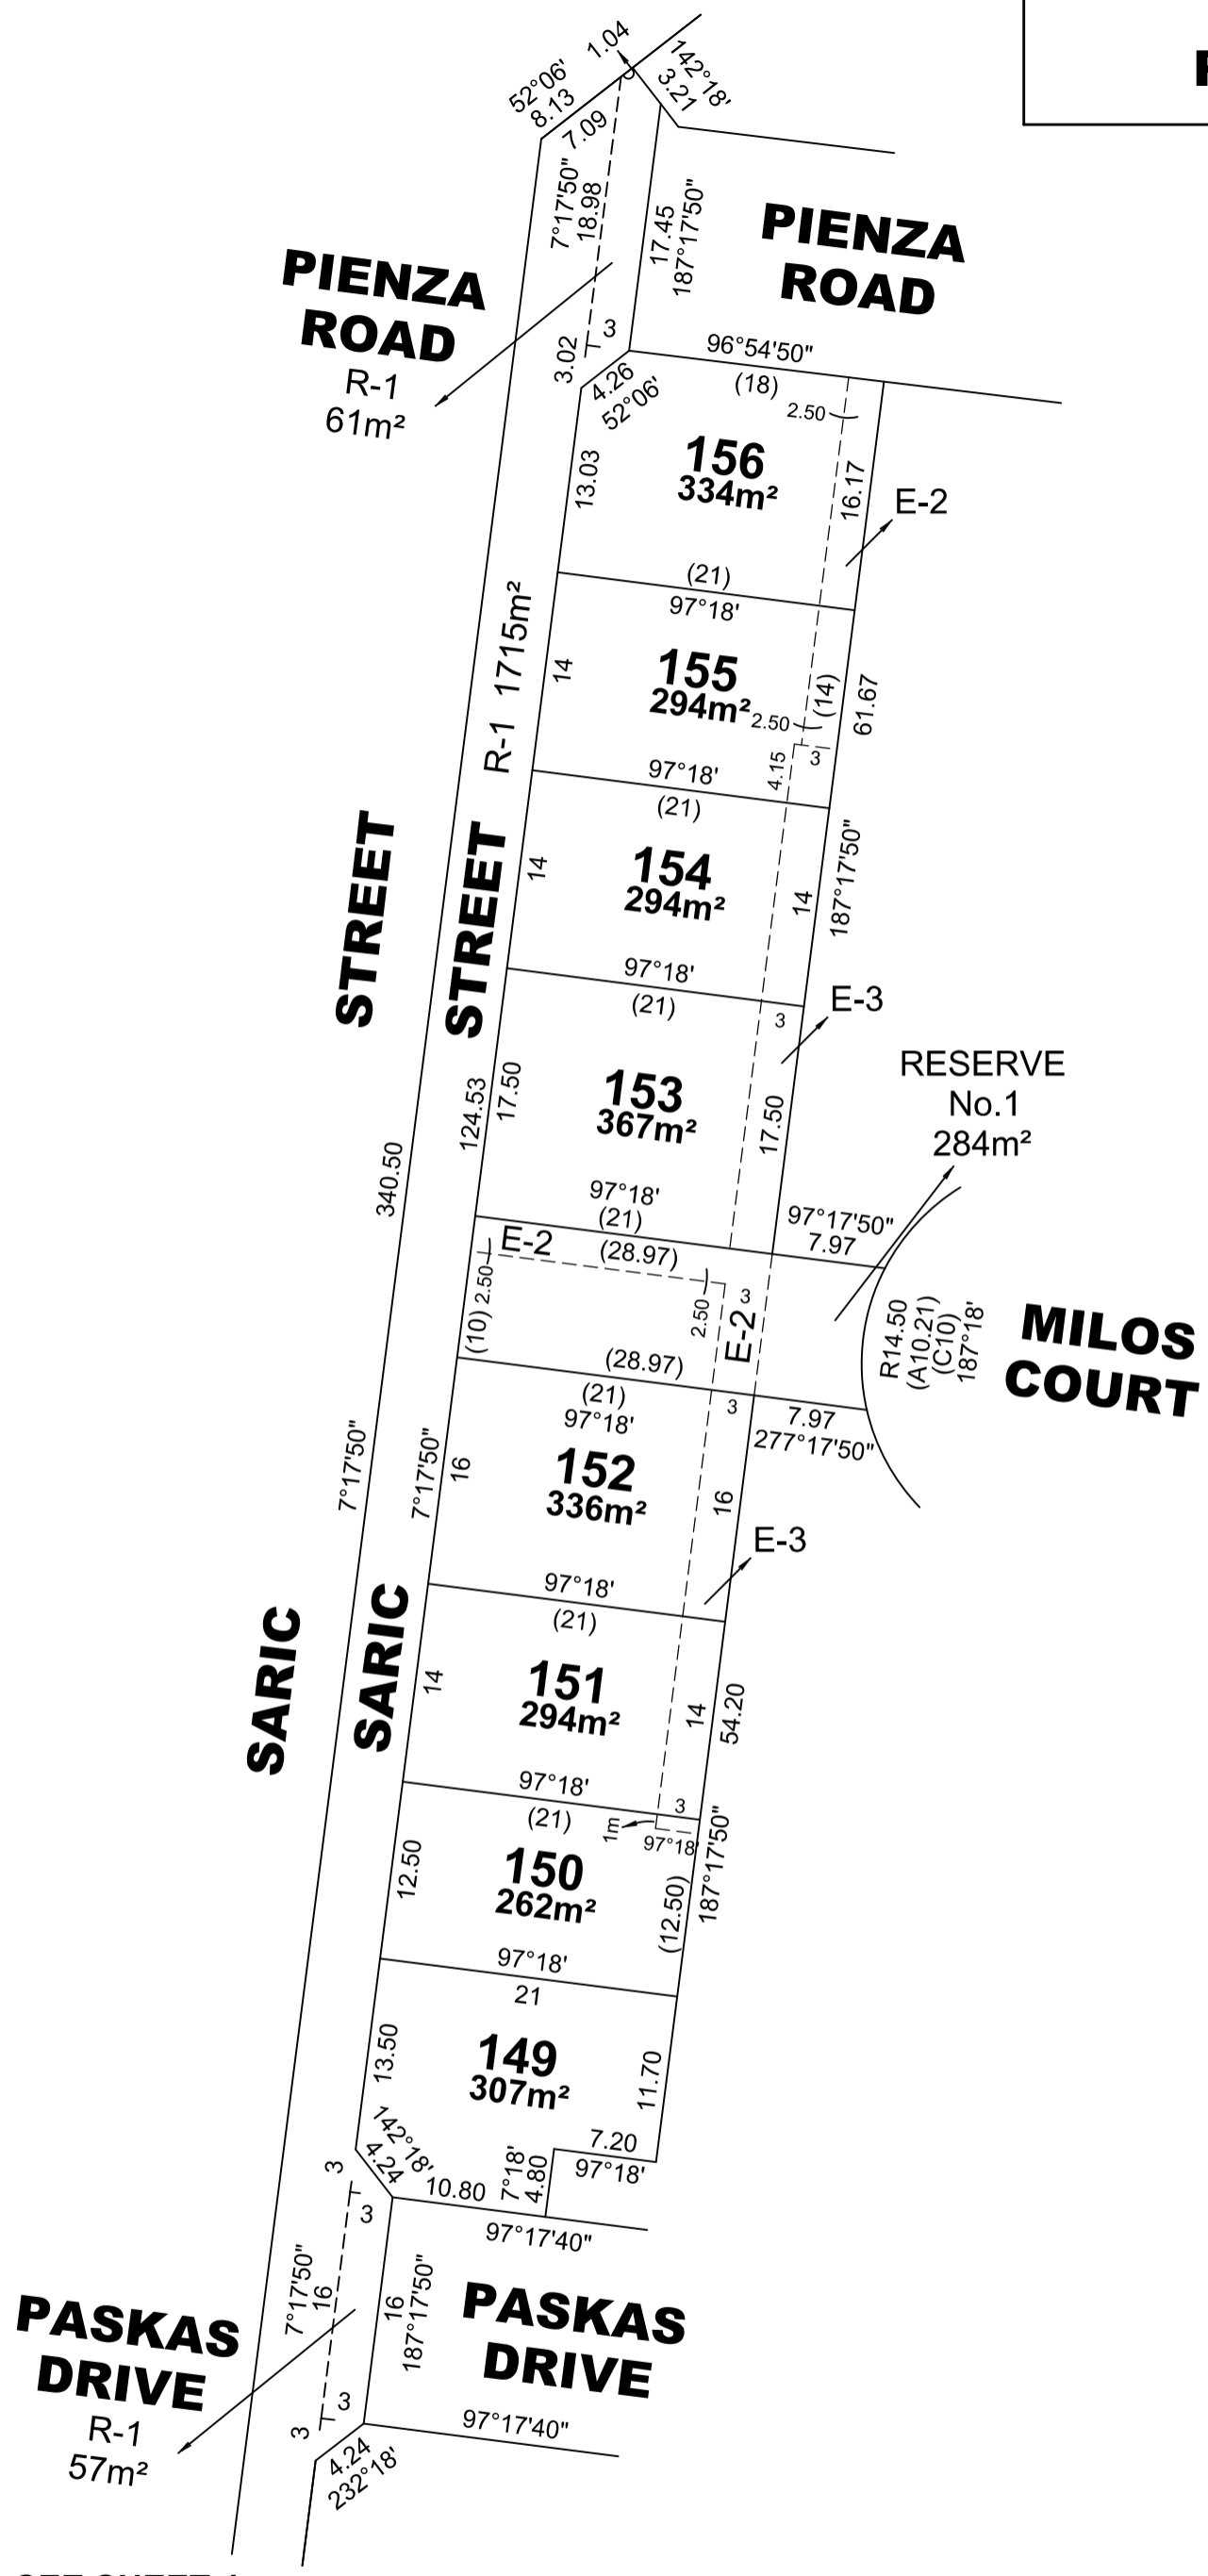 1.04
142°18'
3.21
52°06'
8.13
7.09
7°17'50"
18.98
17.45
187°17'50"
PIENZA
ROAD
PIENZA
ROAD
R-1
61m²
3
3.02
4.26
52°06'
96°54'50"
(18)
2.50
156
334m²
13.03
16.17
E-2
(21)
97°18'
R-1 1715m²
14
155
294m²
2.50
(14)
61.67
4.15
3
97°18'
(21)
STREET
STREET
14
154
294m²
14
187°17'50"
97°18'
(21)
3
E-3
RESERVE
No.1
284m²
124.53
17.50
153
367m²
17.50
340.50
97°18'
(21)
97°17'50"
7.97
E-2
(28.97)
2.50
(10)
2.50
3
E-2
R14.50
(A10.21)
(C10)
187°18'
MILOS
COURT
(28.97)
(21)
97°18'
3
7.97
277°17'50"
7°17'50"
7°17'50"
16
152
336m²
16
E-3
97°18'
(21)
SARIC
SARIC
14
151
294m²
14
54.20
97°18'
(21)
3
1m
97°18'
187°17'50"
12.50
150
262m²
(12.50)
97°18'
21
13.50
149
307m²
11.70
142°18'
4.24
7.20
97°18'
7°18'
4.80
10.80
97°17'40"
3
3
7°17'50"
16
16
187°17'50"
PASKAS
DRIVE
PASKAS
DRIVE
R-1
57m²
3
3
97°17'40"
4.24
232°18'